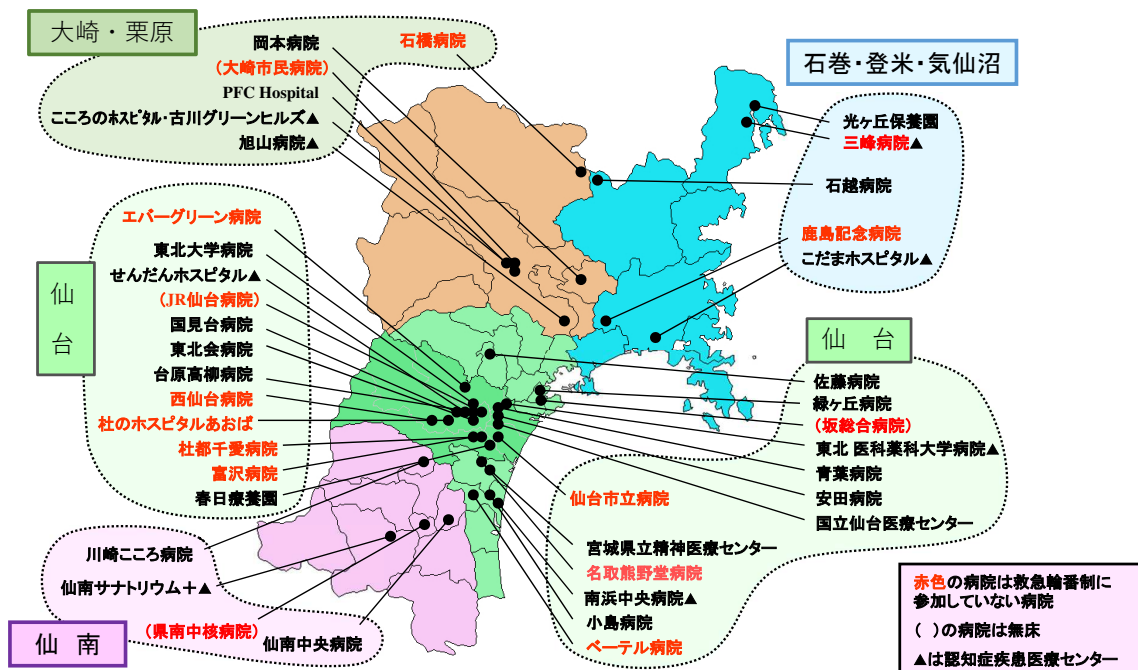 大崎・栗原
岡本病院
石橋病院
(大崎市民病院)
PFC Hospital
こころのホスピタル・古川グリーンヒルズ▲
旭山病院▲
石巻・登米・気仙沼
光ヶ丘保養園
三峰病院▲
石越病院
鹿島記念病院
こだまホスピタル▲
仙台
エバーグリーン病院
東北大学病院
せんだんホスピタル▲
(JR仙台病院)
国見台病院
東北会病院
台原高柳病院
西仙台病院
杜のホスピタルあおば
杜都千愛病院
富沢病院
春日療養園
仙 台
佐藤病院
緑ヶ丘病院
(坂総合病院)
東北 医科薬科大学病院▲
青葉病院
安田病院
国立仙台医療センター
仙台市立病院
宮城県立精神医療センター
名取熊野堂病院
南浜中央病院▲
小島病院
ベーテル病院
川崎こころ病院
仙南サナトリウム+▲
(県南中核病院)
仙南中央病院
仙 南
赤色の病院は救急輪番制に
参加していない病院
( )の病院は無床
▲は認知症疾患医療センター